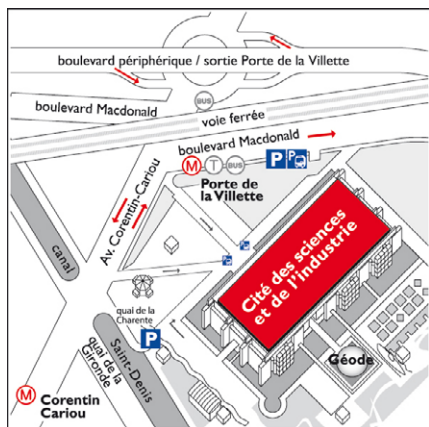 boulevard périphérique / sortie Porte de la Villette
boulevard Macdonald
BUS
voie ferrée
boulevard Macdonald
M T BUS
P P
Porte de
la Villette
Av. Corentin-Cariou
canal
Cité des sciences
et de l'industrie
quai de la
Charente
P
Géode
Saint-Denis
quai de la
Gironde
M Corentin
Cariou